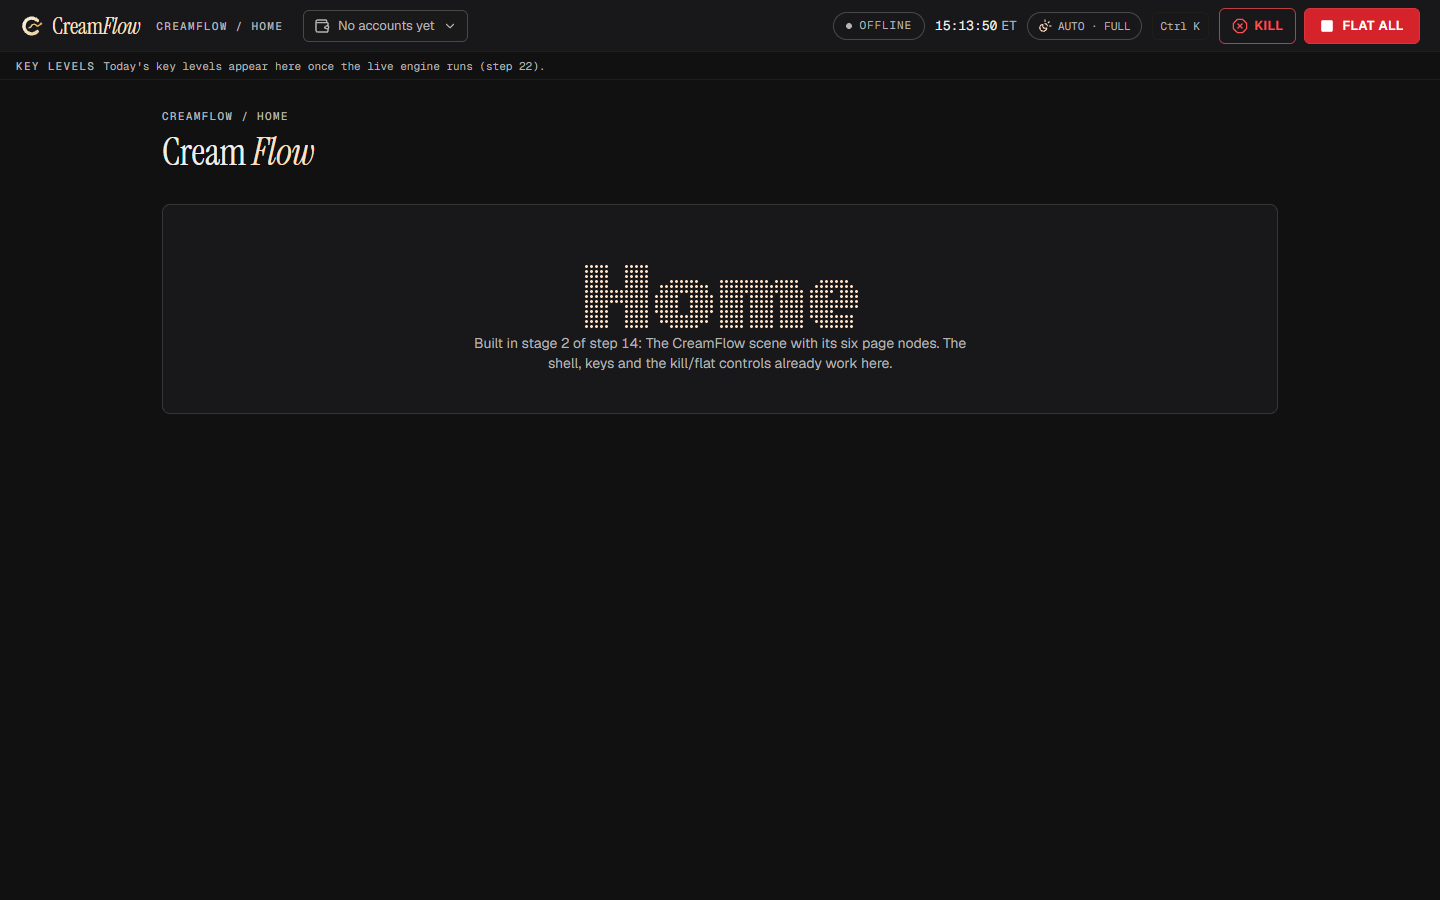 CreamFlow CREAMFLOW / HOME No accounts yet OFFLINE 15:13:50 ET AUTO · FULL Ctrl K KILL FLAT ALL
KEY LEVELS Today's key levels appear here once the live engine runs (step 22).
CREAMFLOW / HOME
Cream Flow
Home
Built in stage 2 of step 14: The CreamFlow scene with its six page nodes. The
shell, keys and the kill/flat controls already work here.